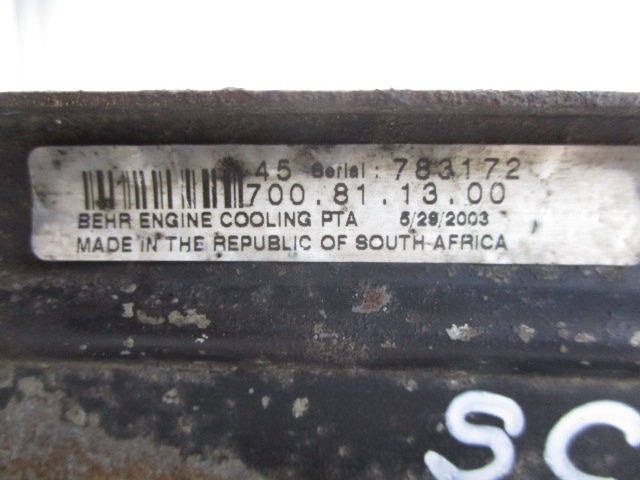 45 Serial: 783172
700.81.13.00
BEHR ENGINE COOLING PTA 5/29/2003
MADE IN THE REPUBLIC OF SOUTH AFRICA
SC